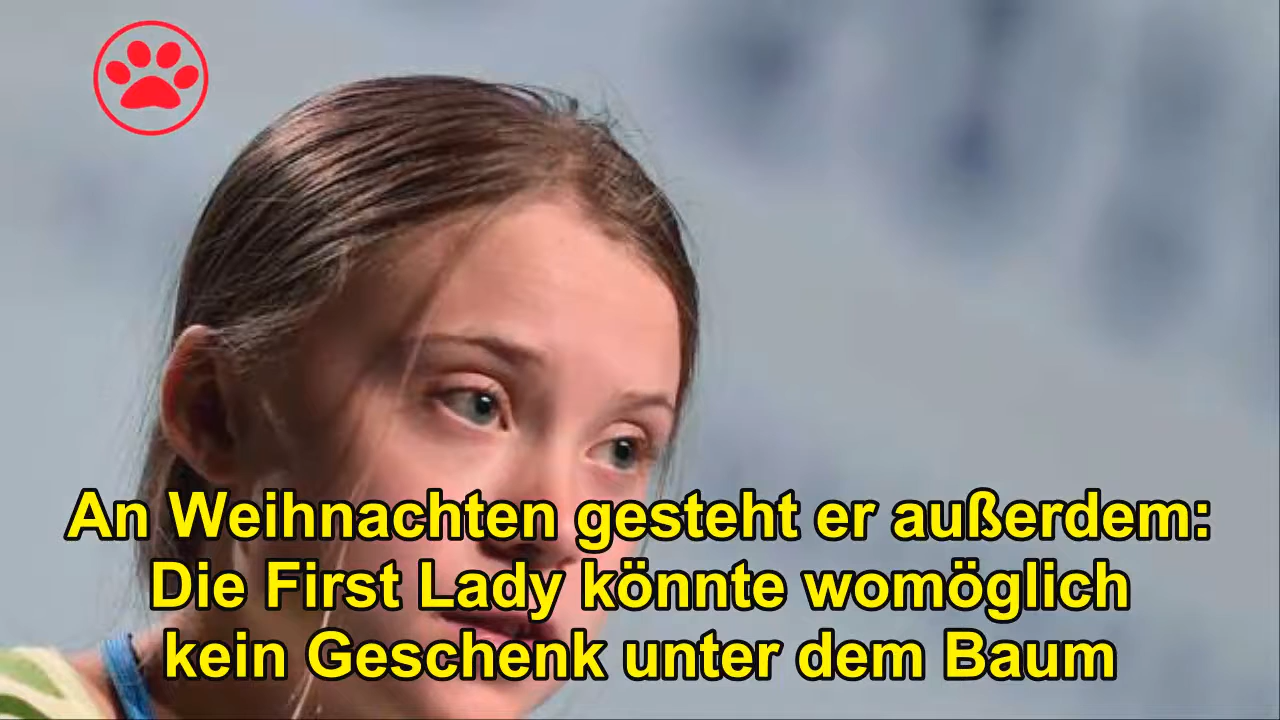 An Weihnachten gesteht er außerdem:
Die First Lady könnte womöglich
kein Geschenk unter dem Baum